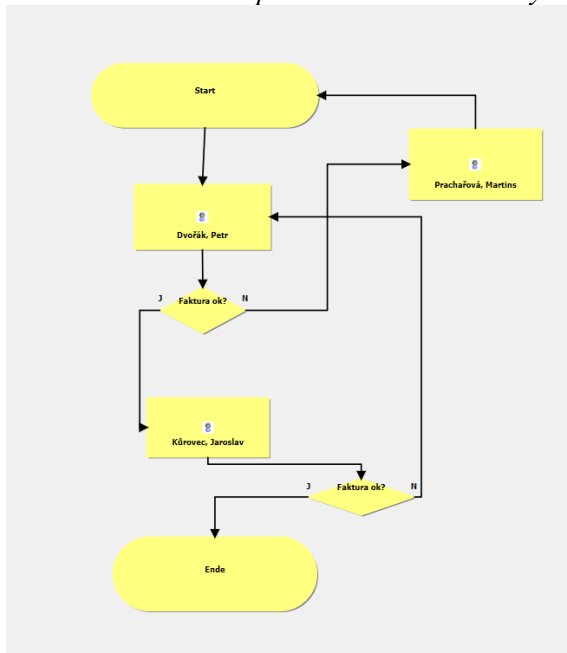 Start
Prachařová, Martins
Dvořák, Petr
J
Faktura ok?
N
Kůrovec, Jaroslav
J
Faktura ok?
N
Ende